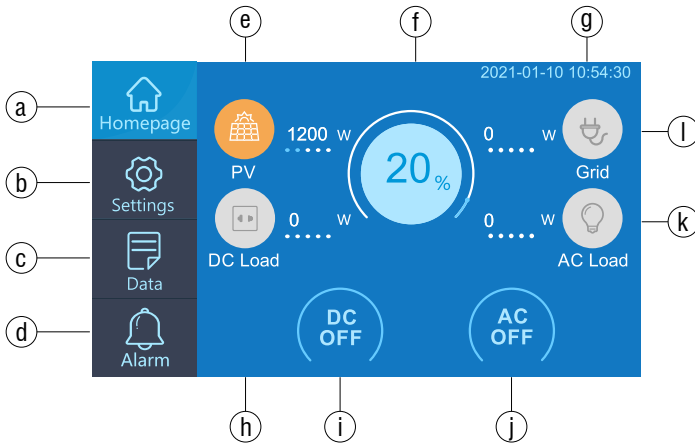 e
f
g
2021-01-10 10:54:30
a
Homepage
1200 W
0 W
l
PV
20 %
Grid
b
Settings
0 W
0 W
k
DC Load
AC Load
c
Data
d
Alarm
DC
OFF
AC
OFF
h
i
j